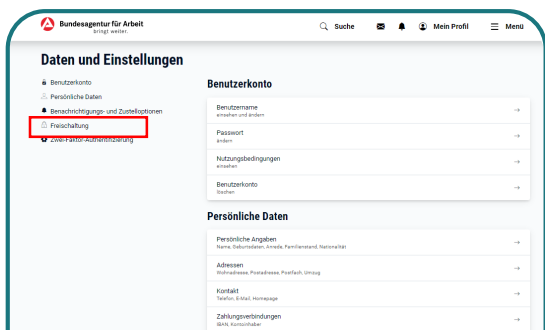 Bundesagentur für Arbeit
bringt weiter.
Suche
Mein Profil
Menü
Daten und Einstellungen
Benutzerkonto
Persönliche Daten
Benachrichtigungs- und Zustelloptionen
Freischaltung
Zwei-Faktor-Authentifizierung
Benutzerkonto
Benutzername
einsehen und ändern
Passwort
ändern
Nutzungsbedingungen
einsehen
Benutzerkonto
löschen
Persönliche Daten
Persönliche Angaben
Name, Geburtsdaten, Anrede, Familienstand, Nationalität
Adressen
Wohnadresse, Postadresse, Postfach, Umzug
Kontakt
Telefon, E-Mail, Homepage
Zahlungsverbindungen
IBAN, Kontoinhaber